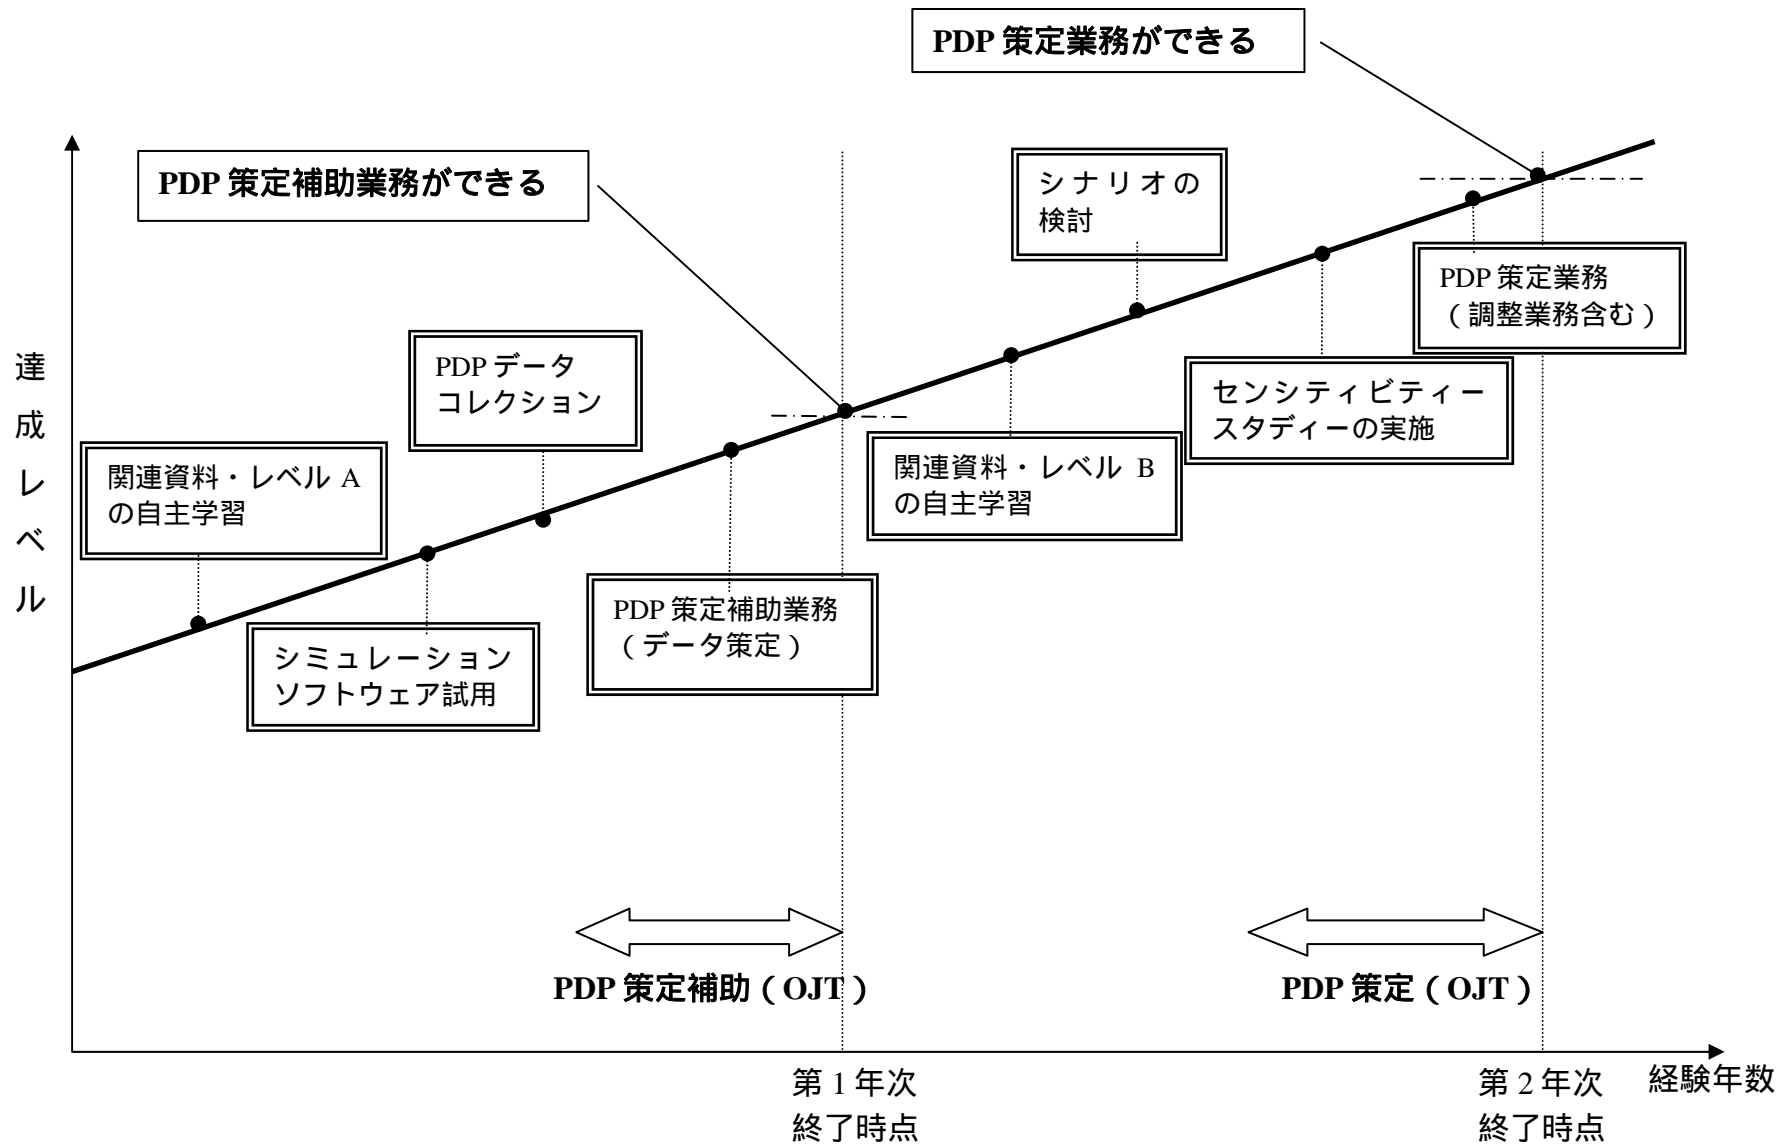 PDP 策定業務ができる
PDP 策定補助業務ができる
シナリオの
検討
PDP 策定業務
（調整業務含む）
PDP データ
コレクション
センシティビティー
スタディーの実施
関連資料・レベル A
の自主学習
関連資料・レベル B
の自主学習
PDP 策定補助業務
（データ策定）
シミュレーション
ソフトウェア試用
達成レベル
PDP 策定補助（OJT）
PDP 策定（OJT）
第 1 年次
終了時点
第 2 年次
終了時点
経験年数